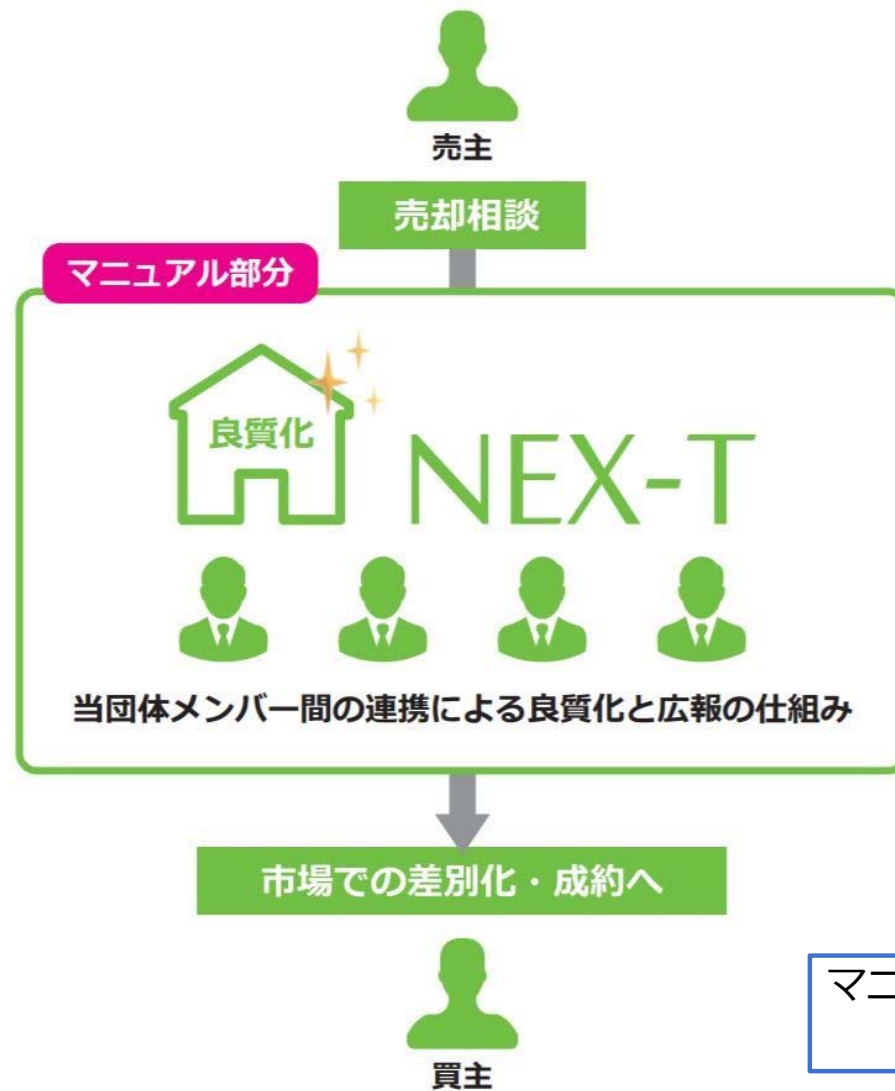 売主
売却相談
マニュアル部分
良質化
NEX-T
当団体メンバー間の連携による良質化と広報の仕組み
市場での差別化・成約へ
マニ
買主